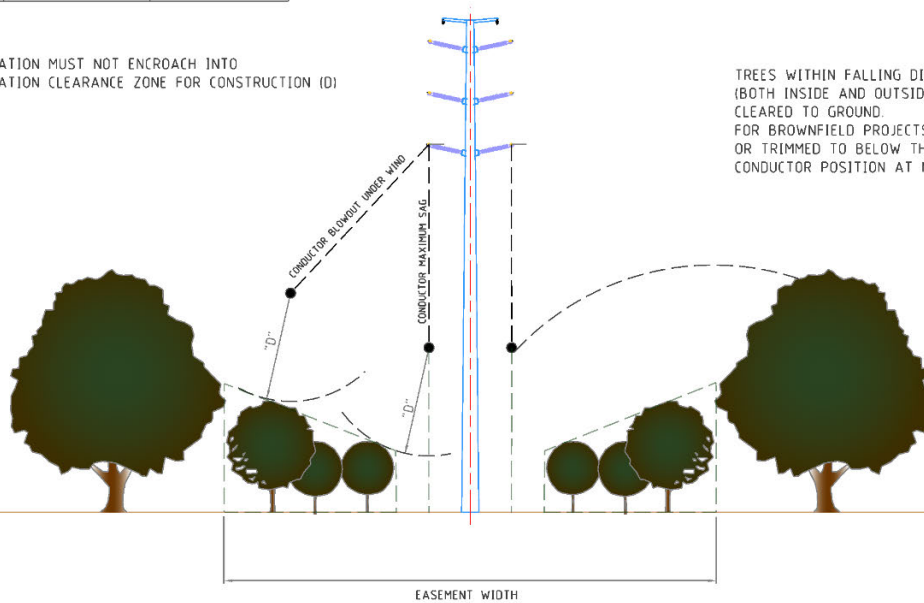 ATION MUST NOT ENCROACH INTO
ATION CLEARANCE ZONE FOR CONSTRUCTION (D)
TREES WITHIN FALLING
(BOTH INSIDE AND
CLEARED TO GROUND.
FOR BROWNFIELD PROJECTS
OR TRIMMED TO BELOW
CONDUCTOR POSITION AT
CONDUCTOR BLOWOUT UNDER WIND
CONDUCTOR MAXIMUM SAG
"D"
"D"
EASEMENT WIDTH